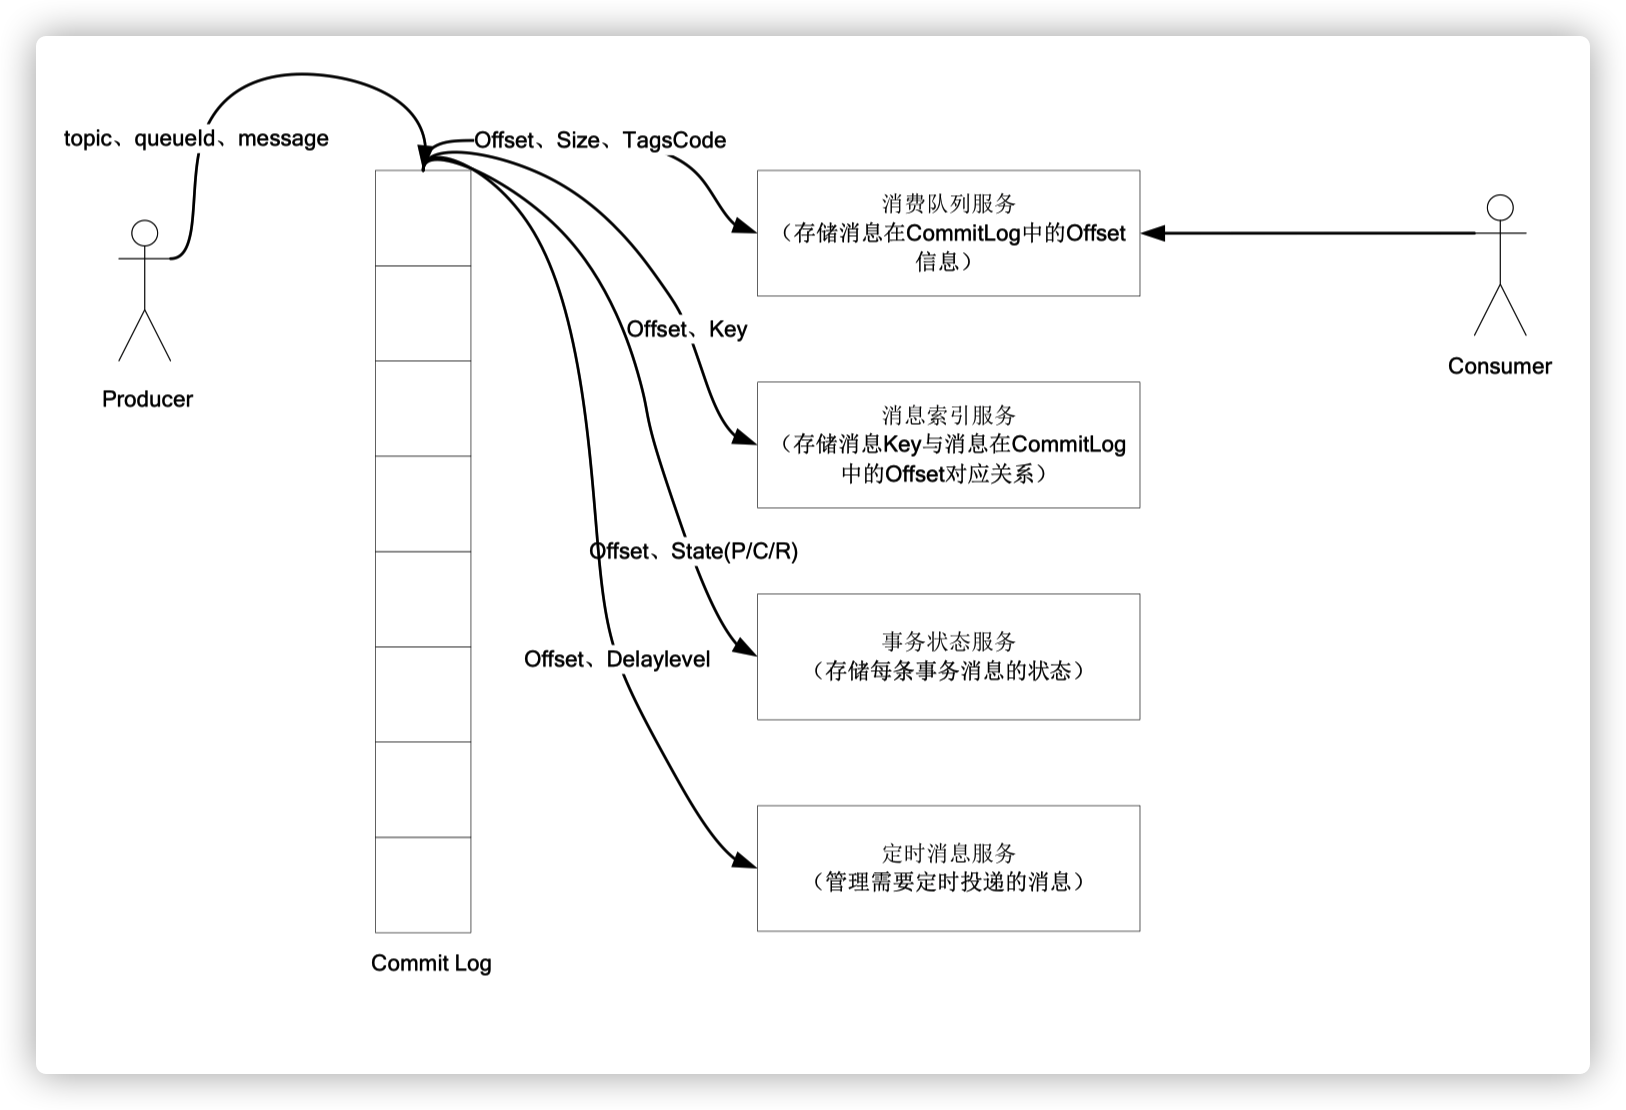 topic、queueId、message
Offset、Size、TagsCode
消费队列服务
（存储消息在CommitLog中的Offset
信息）
Offset、Key
Consumer
Producer
消息索引服务
（存储消息Key与消息在CommitLog
中的Offset对应关系）
Offset、State(P/C/R)
事务状态服务
（存储每条事务消息的状态）
Offset、Delaylevel
定时消息服务
（管理需要定时投递的消息）
Commit Log